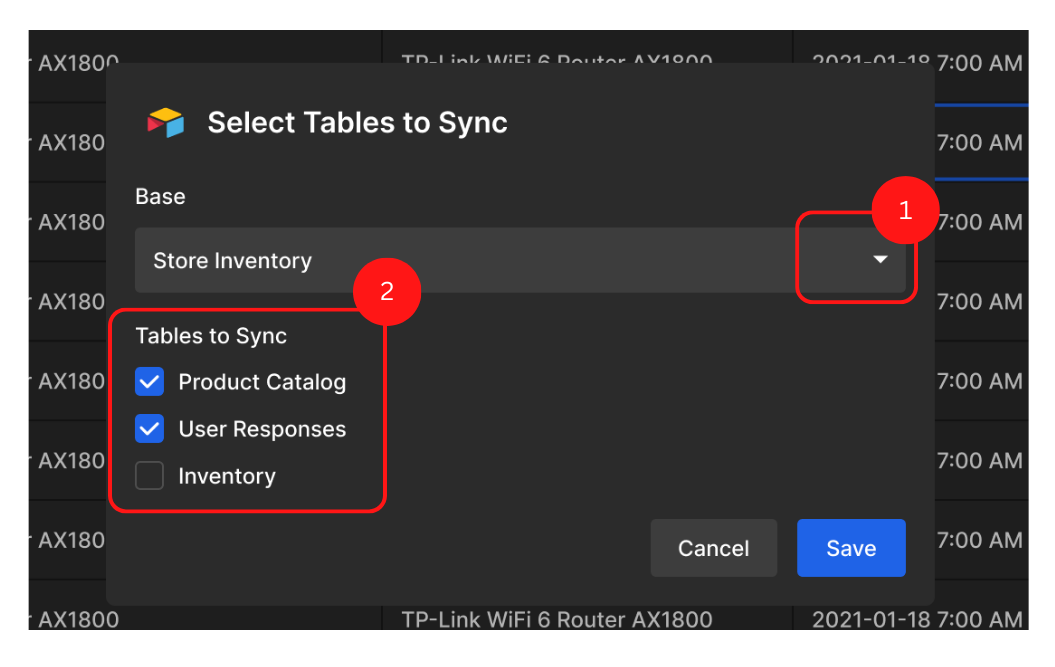 AX1800 TP-Link WiFi 6 Router AX1800 2021-01-18 7:00 AM
Select Tables to Sync
AX180 7:00 AM
Base
1
AX180 7:00 AM
Store Inventory
2
AX180 7:00 AM
Tables to Sync
AX180 Product Catalog 7:00 AM
User Responses
AX180 7:00 AM
Inventory
AX180 Cancel Save 7:00 AM
AX1800 TP-Link WiFi 6 Router AX1800 2021-01-18 7:00 AM